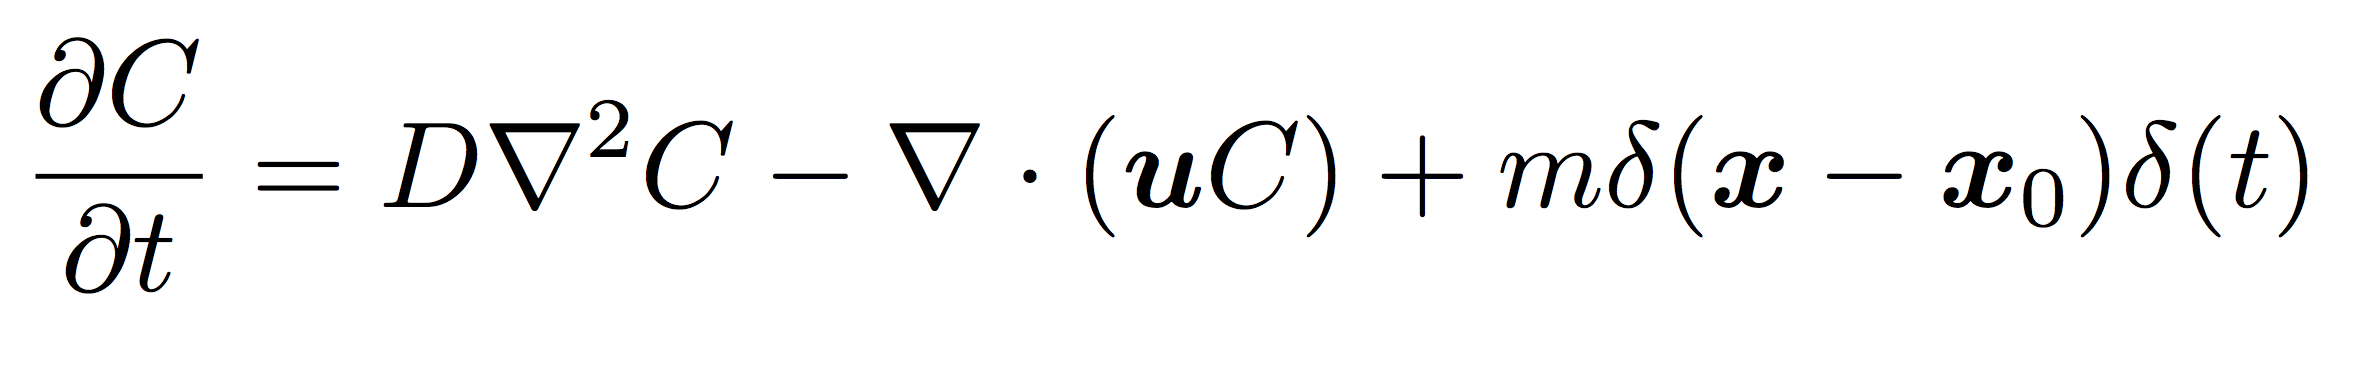 ∂C/∂t = D∇²C − ∇ · (𝒖C) + mδ(𝒙 − 𝒙₀)δ(t)